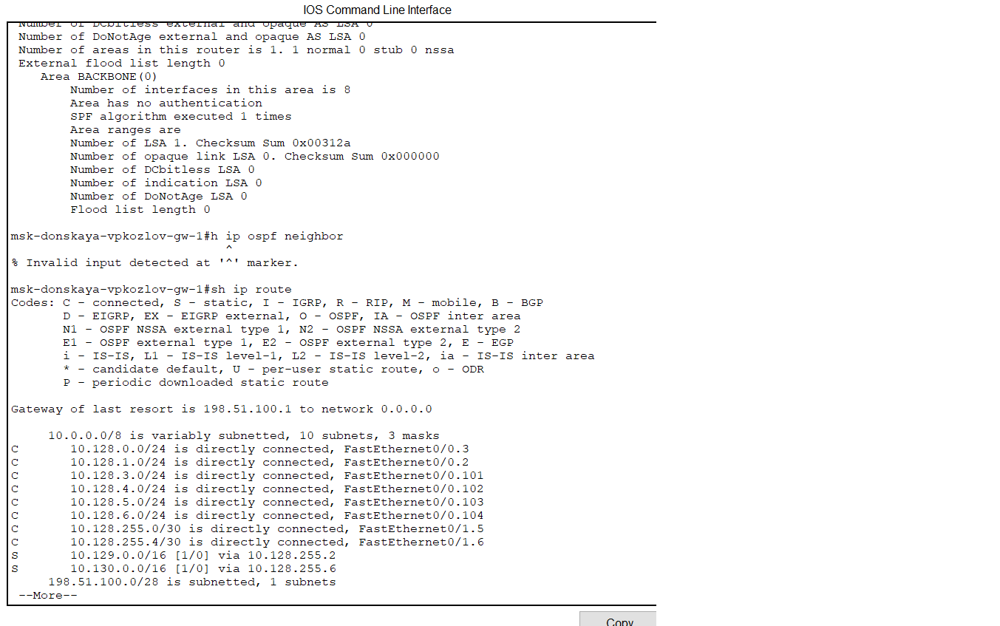 IOS Command Line Interface
Number of DCbitless external and opaque AS LSA 0
Number of DoNotAge external and opaque AS LSA 0
Number of areas in this router is 1. 1 normal 0 stub 0 nssa
External flood list length 0
Area BACKBONE(0)
Number of interfaces in this area is 8
Area has no authentication
SPF algorithm executed 1 times
Area ranges are
Number of LSA 1. Checksum Sum 0x00312a
Number of opaque link LSA 0. Checksum Sum 0x000000
Number of DCbitless LSA 0
Number of indication LSA 0
Number of DoNotAge LSA 0
Flood list length 0
msk-donskaya-vpkozlov-gw-1#h ip ospf neighbor
^
% Invalid input detected at '^' marker.
msk-donskaya-vpkozlov-gw-1#sh ip route
Codes: C - connected, S - static, I - IGRP, R - RIP, M - mobile, B - BGP
D - EIGRP, EX - EIGRP external, O - OSPF, IA - OSPF inter area
N1 - OSPF NSSA external type 1, N2 - OSPF NSSA external type 2
E1 - OSPF external type 1, E2 - OSPF external type 2, E - EGP
i - IS-IS, L1 - IS-IS level-1, L2 - IS-IS level-2, ia - IS-IS inter area
* - candidate default, U - per-user static route, o - ODR
P - periodic downloaded static route
Gateway of last resort is 198.51.100.1 to network 0.0.0.0
10.0.0.0/8 is variably subnetted, 10 subnets, 3 masks
C 10.128.0.0/24 is directly connected, FastEthernet0/0.3
C 10.128.1.0/24 is directly connected, FastEthernet0/0.2
C 10.128.3.0/24 is directly connected, FastEthernet0/0.101
C 10.128.4.0/24 is directly connected, FastEthernet0/0.102
C 10.128.5.0/24 is directly connected, FastEthernet0/0.103
C 10.128.6.0/24 is directly connected, FastEthernet0/0.104
C 10.128.255.0/30 is directly connected, FastEthernet0/1.5
C 10.128.255.4/30 is directly connected, FastEthernet0/1.6
S 10.129.0.0/16 [1/0] via 10.128.255.2
S 10.130.0.0/16 [1/0] via 10.128.255.6
198.51.100.0/28 is subnetted, 1 subnets
--More--
Copy